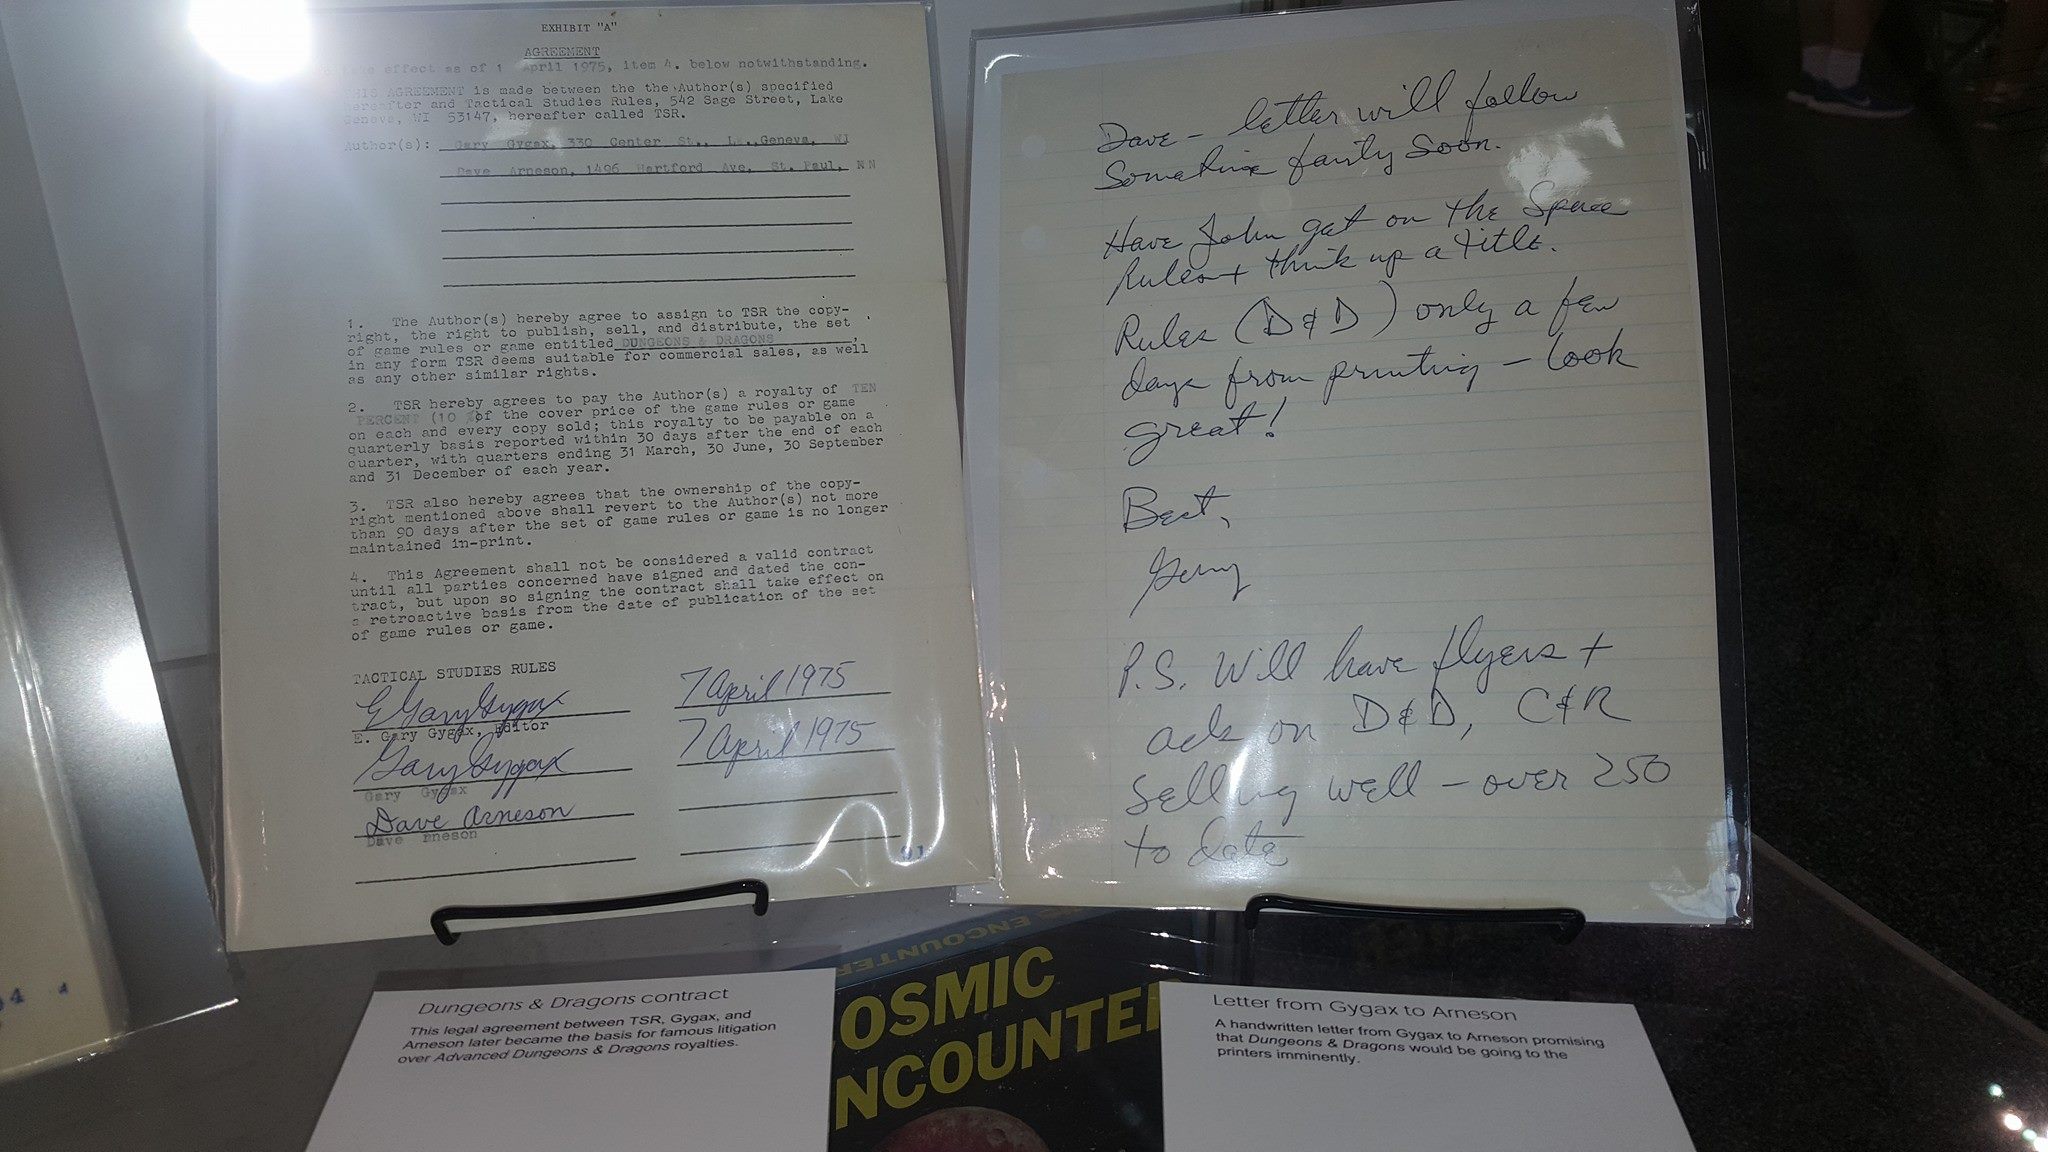 EXHIBIT "A"
AGREEMENT
take effect as of 1 April 1975, item 4. below notwithstanding.
THIS AGREEMENT is made between the the Author(s) specified
hereafter and Tactical Studies Rules, 542 Sage Street, Lake
Geneva, WI 53147, hereafter called TSR.
Author(s): Gary Gygax, 330 Center St., L. Geneva, WI
Dave Arneson, 1496 Hartford Ave, St. Paul, MN
1. The Author(s) hereby agree to assign to TSR the copy-
right, the right to publish, sell, and distribute, the set
of game rules or game entitled DUNGEONS & DRAGONS,
in any form TSR deems suitable for commercial sales, as well
as any other similar rights.
2. TSR hereby agrees to pay the Author(s) a royalty of TEN
PERCENT (10 % of the cover price of the game rules or game
on each and every copy sold; this royalty to be payable on a
quarterly basis reported within 30 days after the end of each
quarter, with quarters ending 31 March, 30 June, 30 September
and 31 December of each year.
3. TSR also hereby agrees that the ownership of the copy-
right mentioned above shall revert to the Author(s) not more
than 90 days after the set of game rules or game is no longer
maintained in-print.
4. This Agreement shall not be considered a valid contract
until all parties concerned have signed and dated the con-
tract, but upon so signing the contract shall take effect on
a retroactive basis from the date of publication of the set
of game rules or game.
TACTICAL STUDIES RULES
E Gary Gygax 7 April 1975
E. Gary Gygax, Editor
Gary Gygax 7 April 1975
Gary Gygax
Dave Arneson
Dave Arneson
91
Dave - letter will follow
Sometime fairly soon.
Have John get on the Space
Rules + think up a title.
Rules (D&D) only a few
days from printing - look
great!
Best,
Gary
P.S. Will have flyers +
ads on D&D, C&R
selling well - over 250
to date
ENCOUNTER
COSMIC
ENCOUNTER
Dungeons & Dragons contract
This legal agreement between TSR, Gygax, and
Arneson later became the basis for famous litigation
over Advanced Dungeons & Dragons royalties.
Letter from Gygax to Arneson
A handwritten letter from Gygax to Arneson promising
that Dungeons & Dragons would be going to the
printers imminently.